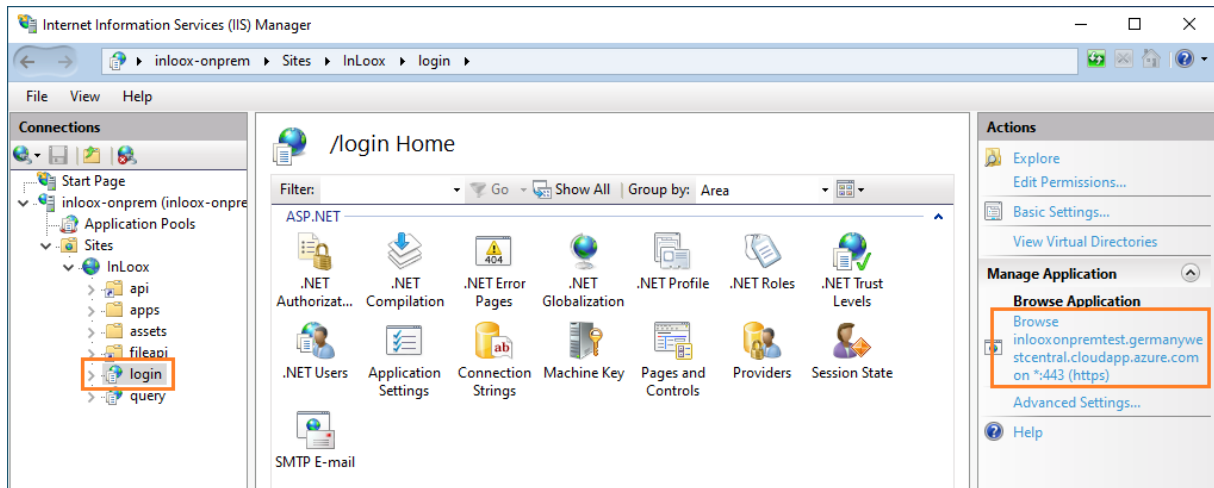 Internet Information Services (IIS) Manager
inloox-onprem Sites InLoox login
File View Help
Connections
Start Page
inloox-onprem (inloox-onpre
Application Pools
Sites
InLoox
api
apps
assets
fileapi
login
query
/login Home
Filter: Go Show All Group by: Area
ASP.NET
404
.NET Authorizat...
.NET Compilation
.NET Error Pages
.NET Globalization
.NET Profile
.NET Roles
.NET Trust Levels
ab
.NET Users
Application Settings
Connection Strings
Machine Key
Pages and Controls
Providers
Session State
SMTP E-mail
Actions
Explore
Edit Permissions...
Basic Settings...
View Virtual Directories
Manage Application
Browse Application
Browse
inlooxonpremtest.germanywe
stcentral.cloudapp.azure.com
on *:443 (https)
Advanced Settings...
Help